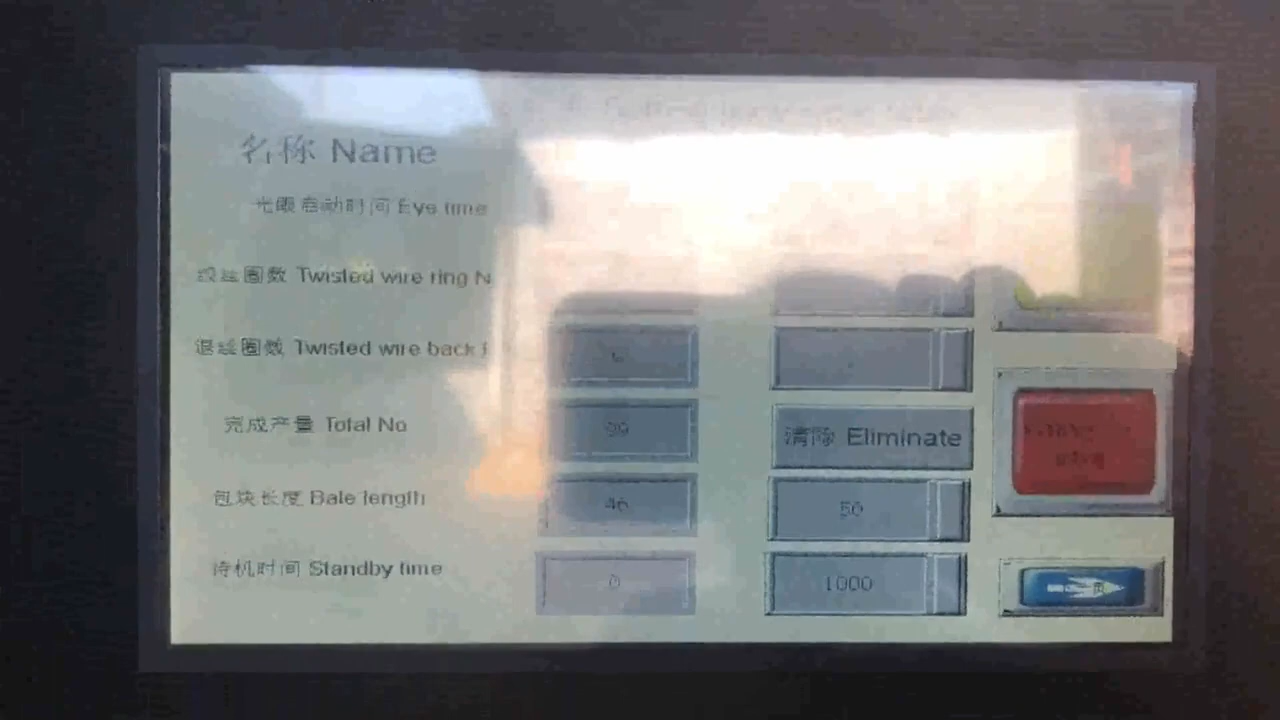 名称 Name
光眼启动时间 Eye time
绞丝圈数 Twisted wire ring N
退丝圈数 Twisted wire back
6
完成产量 Total No
99
清除 Eliminate
包块长度 Bale length
46
50
待机时间 Standby time
0
1000